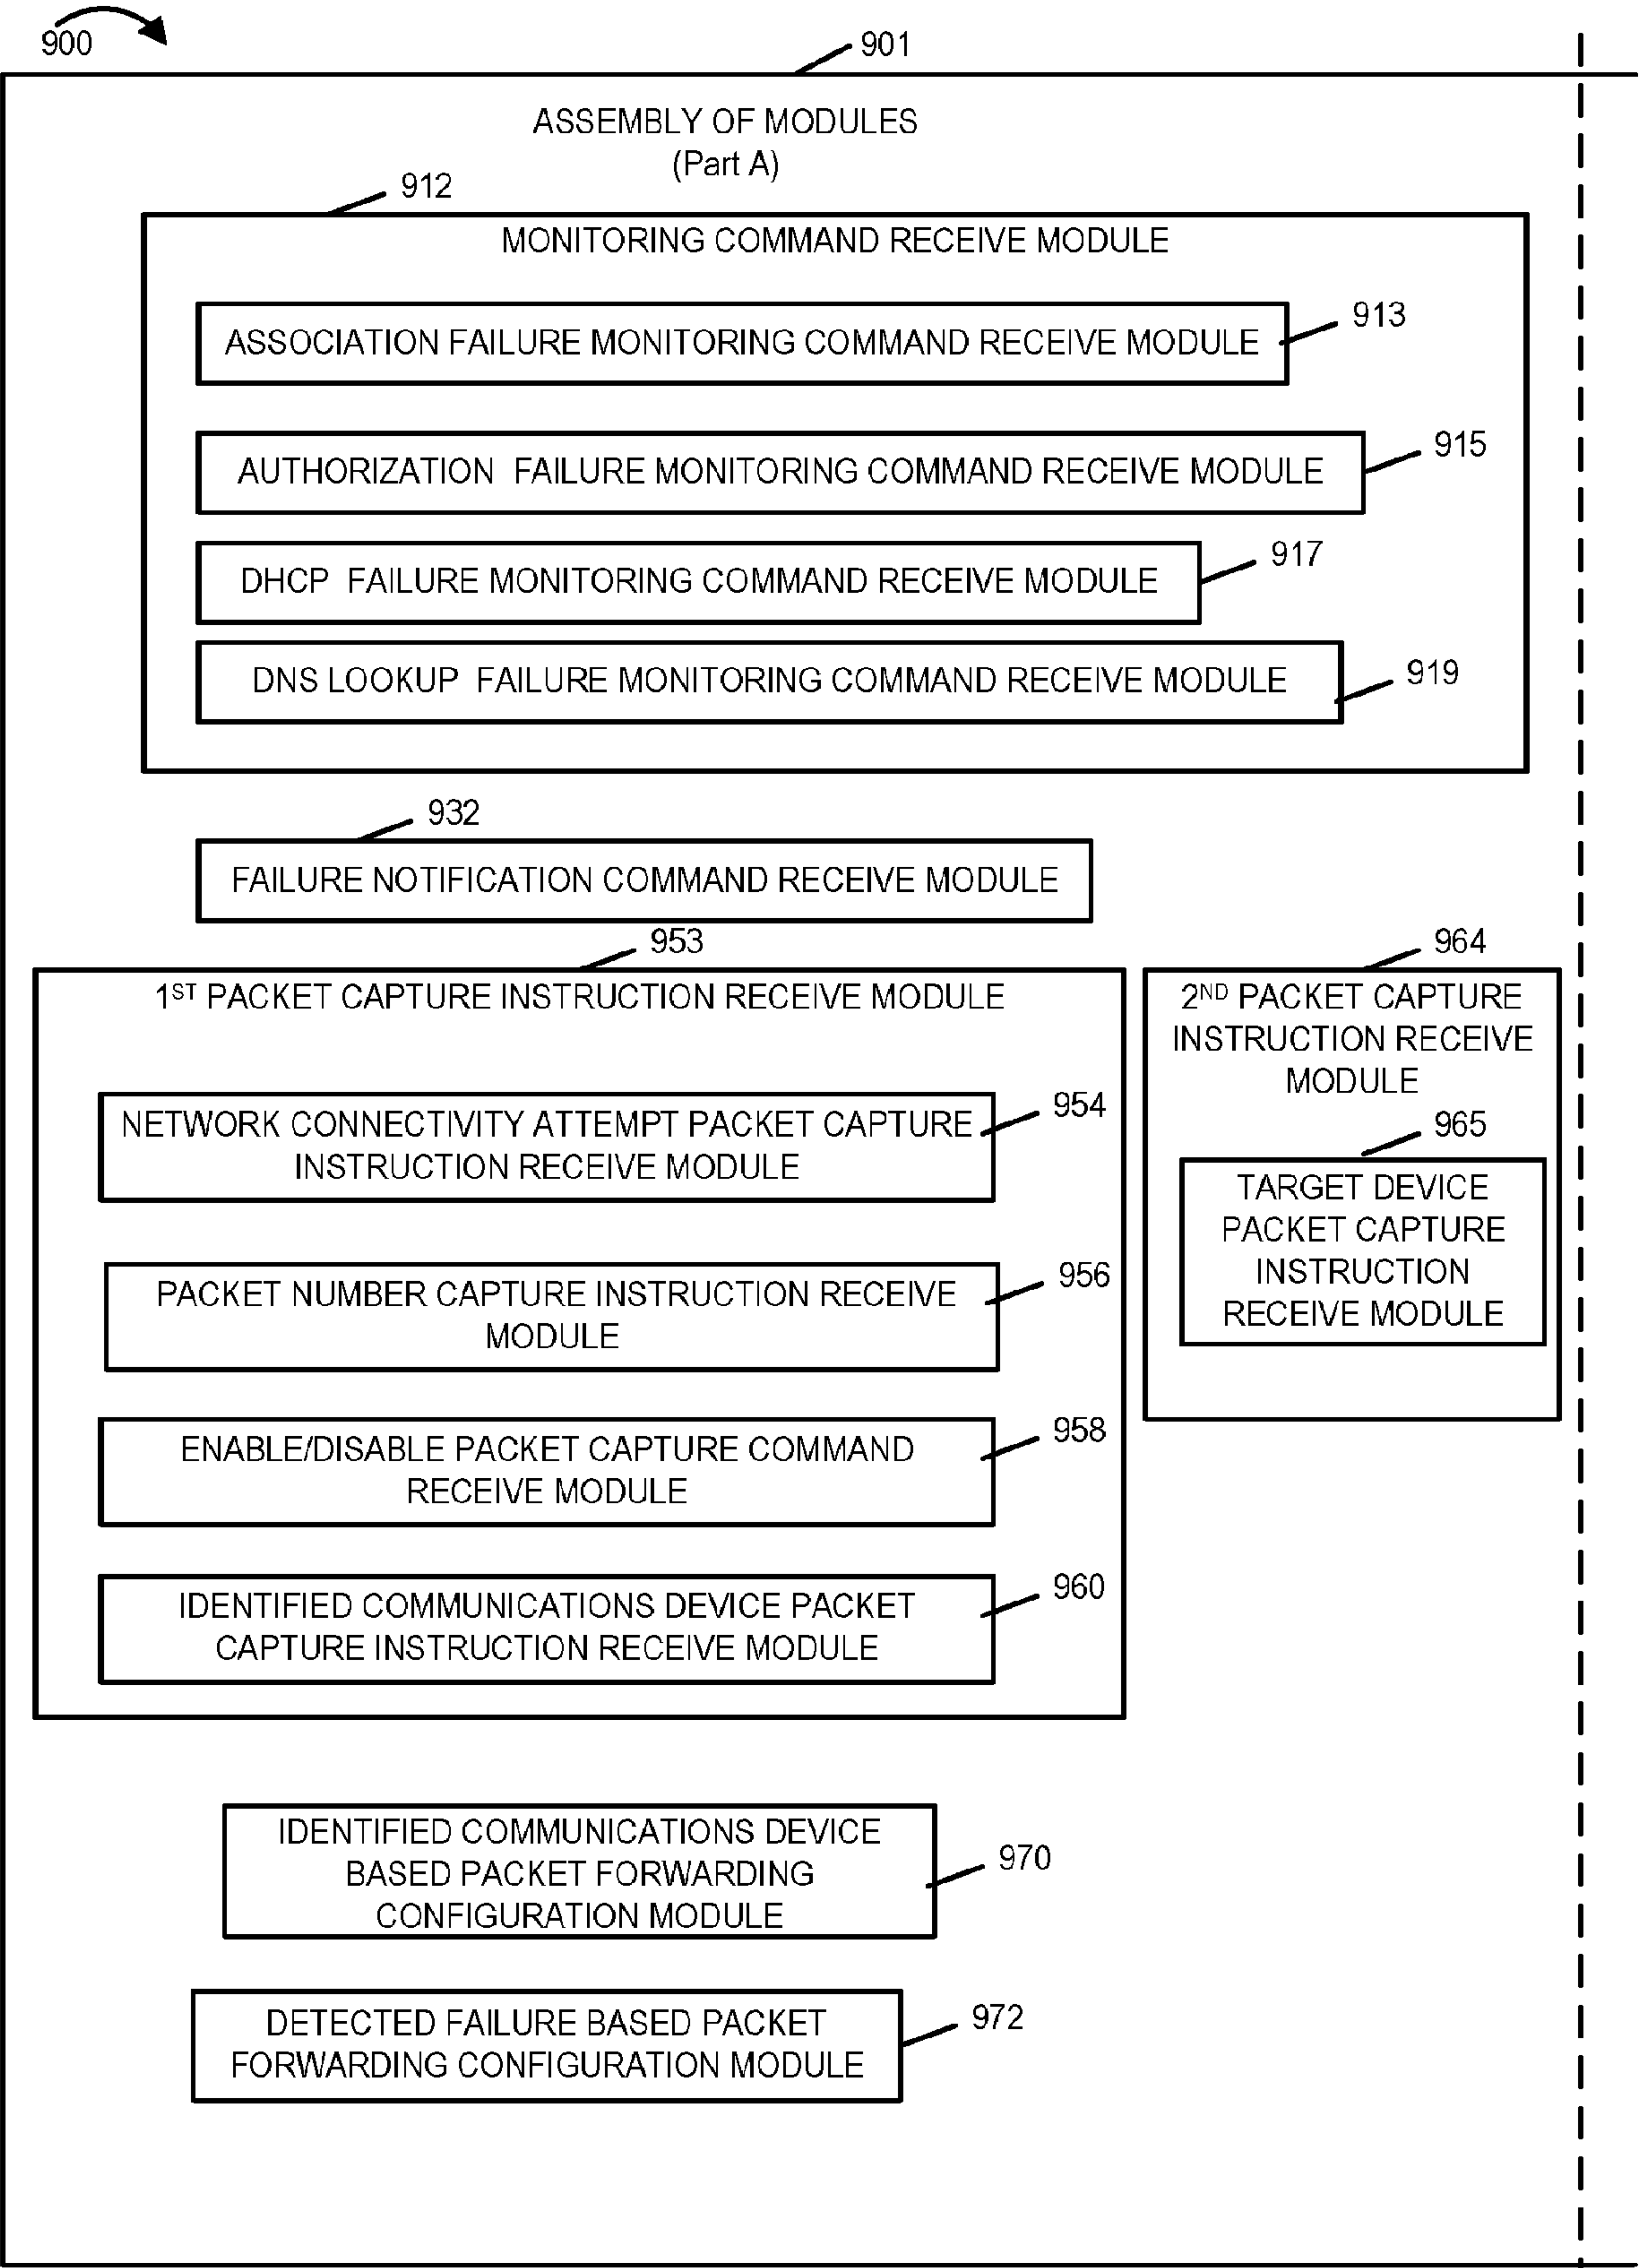 900
901
ASSEMBLY OF MODULES
(Part A)
912
MONITORING COMMAND RECEIVE MODULE
913
ASSOCIATION FAILURE MONITORING COMMAND RECEIVE MODULE
915
AUTHORIZATION FAILURE MONITORING COMMAND RECEIVE MODULE
917
DHCP FAILURE MONITORING COMMAND RECEIVE MODULE
919
DNS LOOKUP FAILURE MONITORING COMMAND RECEIVE MODULE
932
FAILURE NOTIFICATION COMMAND RECEIVE MODULE
953
1ST PACKET CAPTURE INSTRUCTION RECEIVE MODULE
954
NETWORK CONNECTIVITY ATTEMPT PACKET CAPTURE
INSTRUCTION RECEIVE MODULE
956
PACKET NUMBER CAPTURE INSTRUCTION RECEIVE
MODULE
958
ENABLE/DISABLE PACKET CAPTURE COMMAND
RECEIVE MODULE
960
IDENTIFIED COMMUNICATIONS DEVICE PACKET
CAPTURE INSTRUCTION RECEIVE MODULE
964
2ND PACKET CAPTURE
INSTRUCTION RECEIVE
MODULE
965
TARGET DEVICE
PACKET CAPTURE
INSTRUCTION
RECEIVE MODULE
IDENTIFIED COMMUNICATIONS DEVICE
BASED PACKET FORWARDING
CONFIGURATION MODULE
970
DETECTED FAILURE BASED PACKET
FORWARDING CONFIGURATION MODULE
972